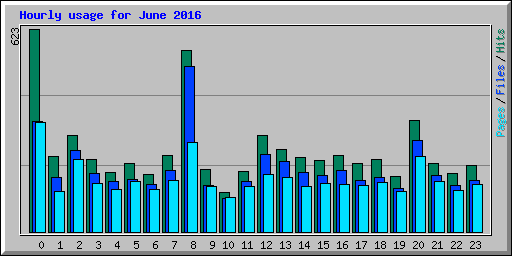 Hourly usage for June 2016
623
Pages/Files/Hits
0 1 2 3 4 5 6 7 8 9 10 11 12 13 14 15 16 17 18 19 20 21 22 23